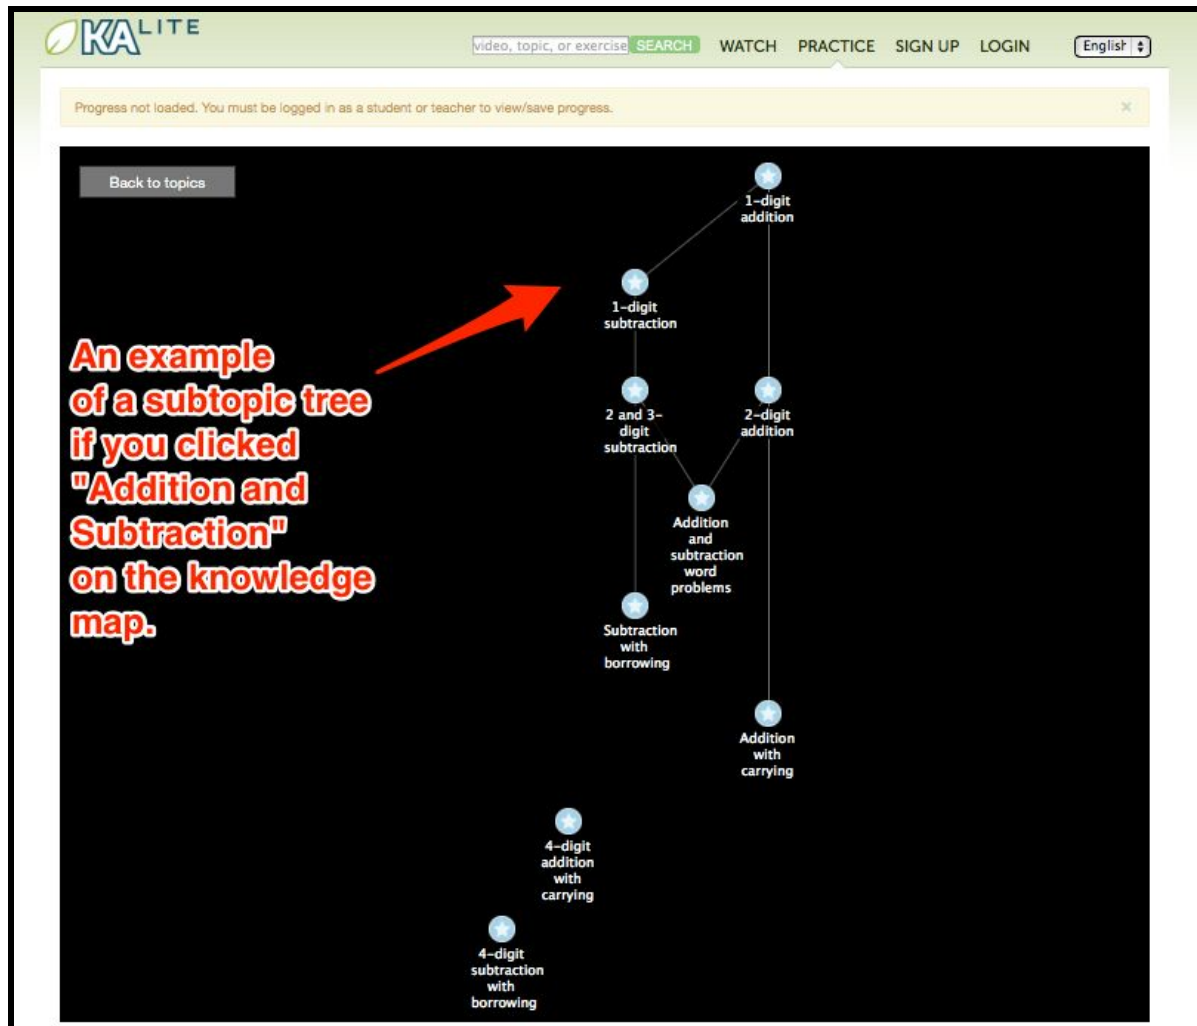 KALITE
video, topic, or exercise SEARCH WATCH PRACTICE SIGN UP LOGIN English
Progress not loaded. You must be logged in as a student or teacher to view/save progress. ×
Back to topics
1-digit
addition
1-digit
subtraction
An example
of a subtopic tree
if you clicked
"Addition and
Subtraction"
on the knowledge
map.
2 and 3-
digit
subtraction
2-digit
addition
Addition
and
subtraction
word
problems
Subtraction
with
borrowing
Addition
with
carrying
4-digit
addition
with
carrying
4-digit
subtraction
with
borrowing